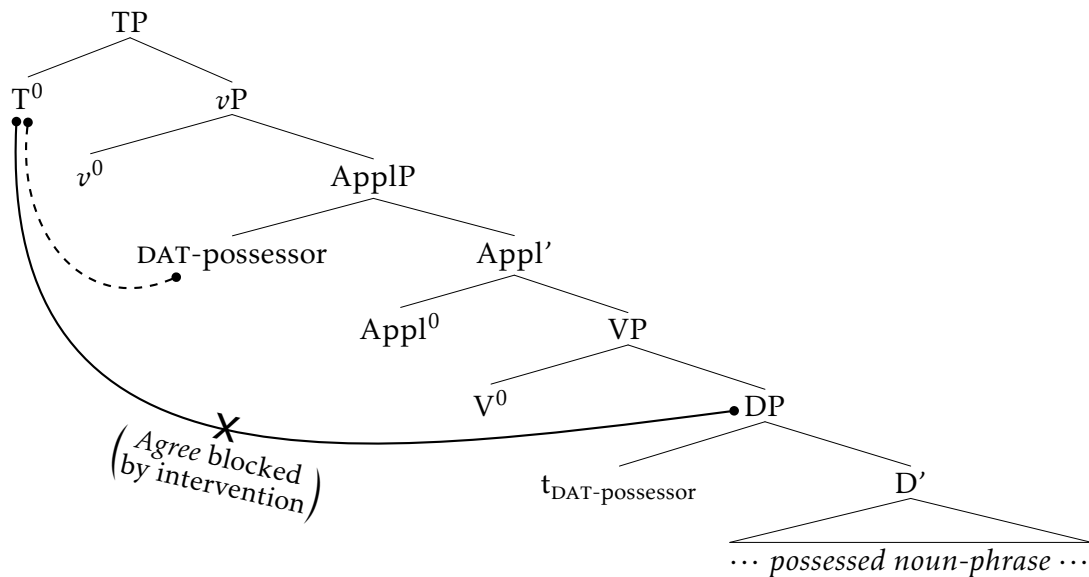 TP
T⁰
vP
v⁰
ApplP
DAT-possessor
Appl’
Appl⁰
VP
V⁰
DP
X
(Agree blocked
by intervention)
t_DAT-possessor
D’
··· possessed noun-phrase ···